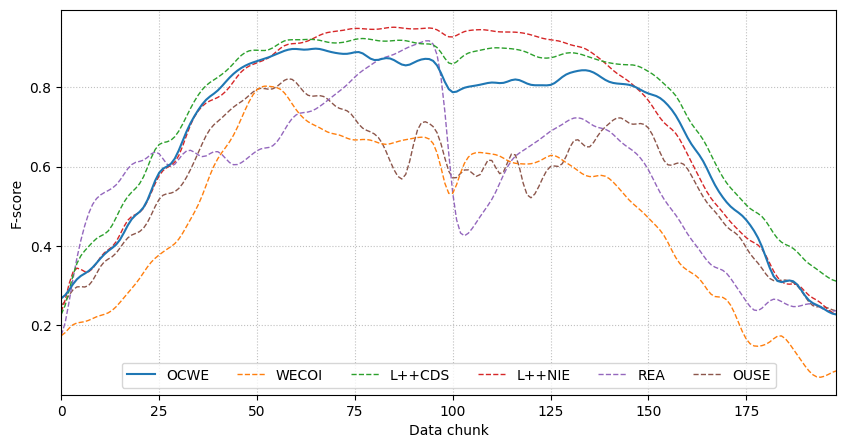 F-score
0.8
0.6
0.4
0.2
OCWE WECOI L++CDS L++NIE REA OUSE
0 25 50 75 100 125 150 175
Data chunk